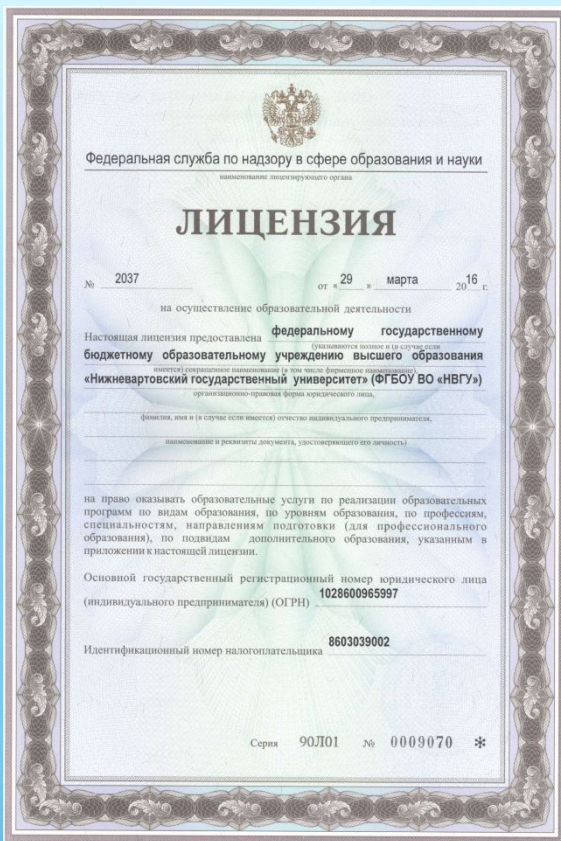 Федеральная служба по надзору в сфере образования и науки
наименование лицензирующего органа
ЛИЦЕНЗИЯ
№ 2037 от « 29 » марта 2016 г.
на осуществление образовательной деятельности
Настоящая лицензия предоставлена федеральному государственному
(указываются полное и (в случае если
бюджетному образовательному учреждению высшего образования
имеется) сокращенное наименование (в том числе фирменное наименование),
«Нижневартовский государственный университет» (ФГБОУ ВО «НВГУ»)
организационно-правовая форма юридического лица,
фамилия, имя и (в случае если имеется) отчество индивидуального предпринимателя,
наименование и реквизиты документа, удостоверяющего его личность)
на право оказывать образовательные услуги по реализации образовательных
программ по видам образования, по уровням образования, по профессиям,
специальностям, направлениям подготовки (для профессионального
образования), по подвидам дополнительного образования, указанным в
приложении к настоящей лицензии.
Основной государственный регистрационный номер юридического лица
(индивидуального предпринимателя) (ОГРН) 1028600965997
Идентификационный номер налогоплательщика 8603039002
Серия 90Л01 № 0009070 *